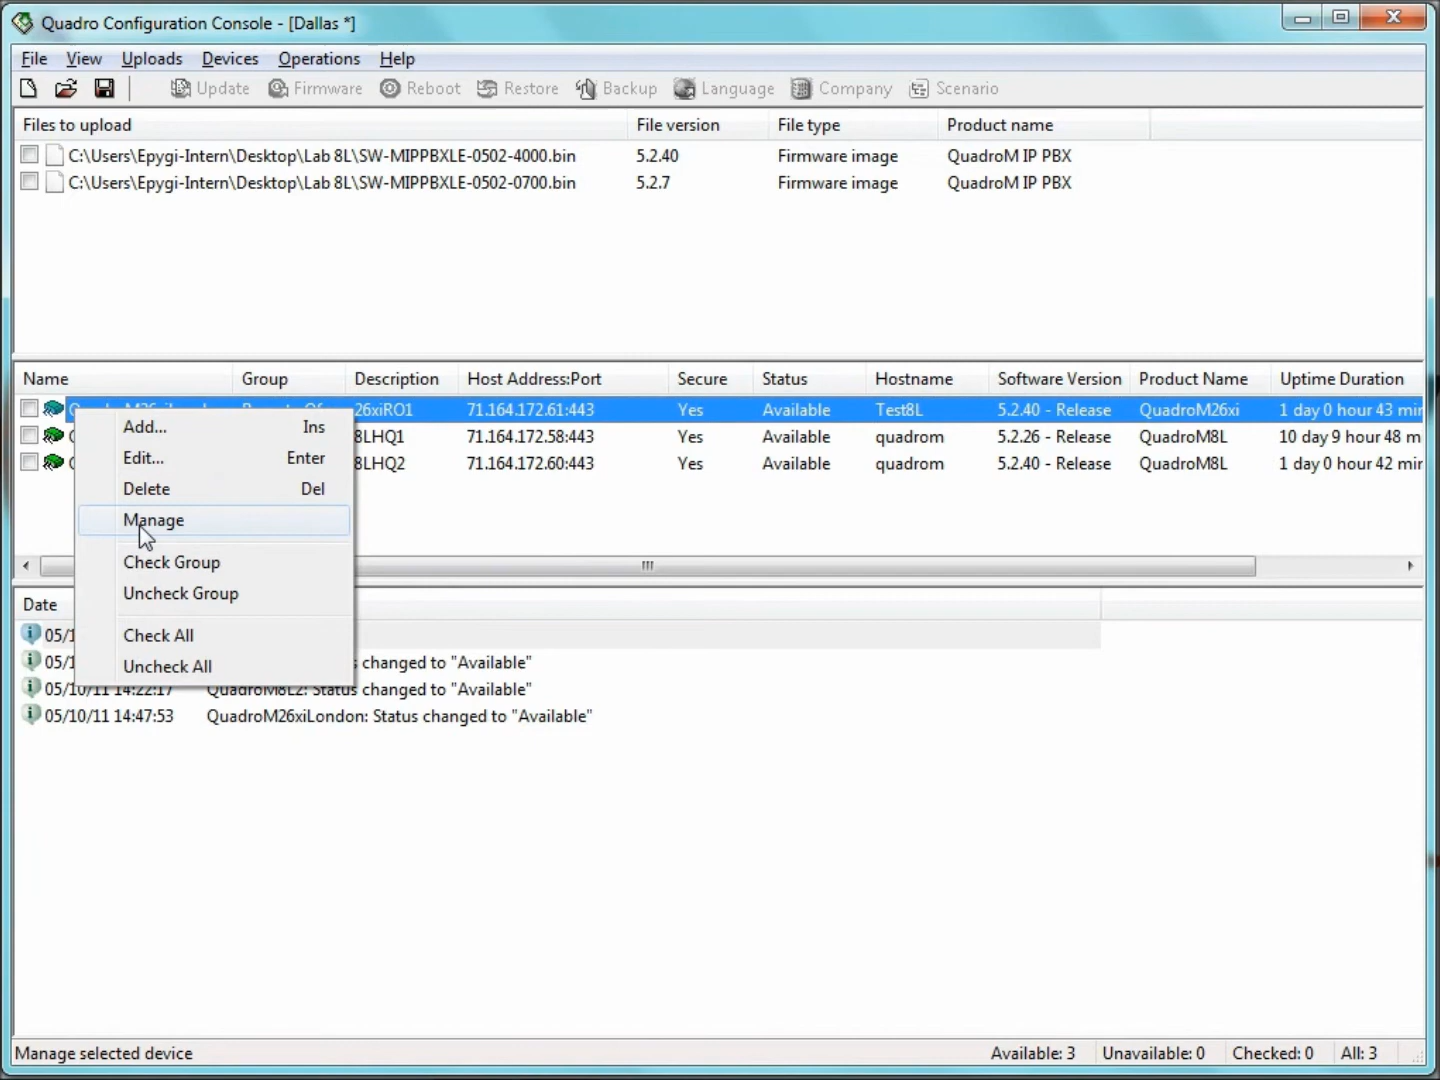 Quadro Configuration Console - [Dallas *]
File View Uploads Devices Operations Help
Update Firmware Reboot Restore Backup Language Company Scenario
Files to upload File version File type Product name
C:\Users\Epygi-Intern\Desktop\Lab 8L\SW-MIPPBXLE-0502-4000.bin 5.2.40 Firmware image QuadroM IP PBX
C:\Users\Epygi-Intern\Desktop\Lab 8L\SW-MIPPBXLE-0502-0700.bin 5.2.7 Firmware image QuadroM IP PBX
Name Group Description Host Address:Port Secure Status Hostname Software Version Product Name Uptime Duration
26xiRO1 71.164.172.61:443 Yes Available Test8L 5.2.40 - Release QuadroM26xi 1 day 0 hour 43 min
8LHQ1 71.164.172.58:443 Yes Available quadrom 5.2.26 - Release QuadroM8L 10 day 9 hour 48 m
8LHQ2 71.164.172.60:443 Yes Available quadrom 5.2.40 - Release QuadroM8L 1 day 0 hour 42 min
Add... Ins
Edit... Enter
Delete Del
Manage
Check Group
Uncheck Group
Check All
Uncheck All
Date
05/1
05/1 changed to "Available"
05/10/11 14:22:17 QuadroM8L2: Status changed to "Available"
05/10/11 14:47:53 QuadroM26xiLondon: Status changed to "Available"
Manage selected device Available: 3 Unavailable: 0 Checked: 0 All: 3